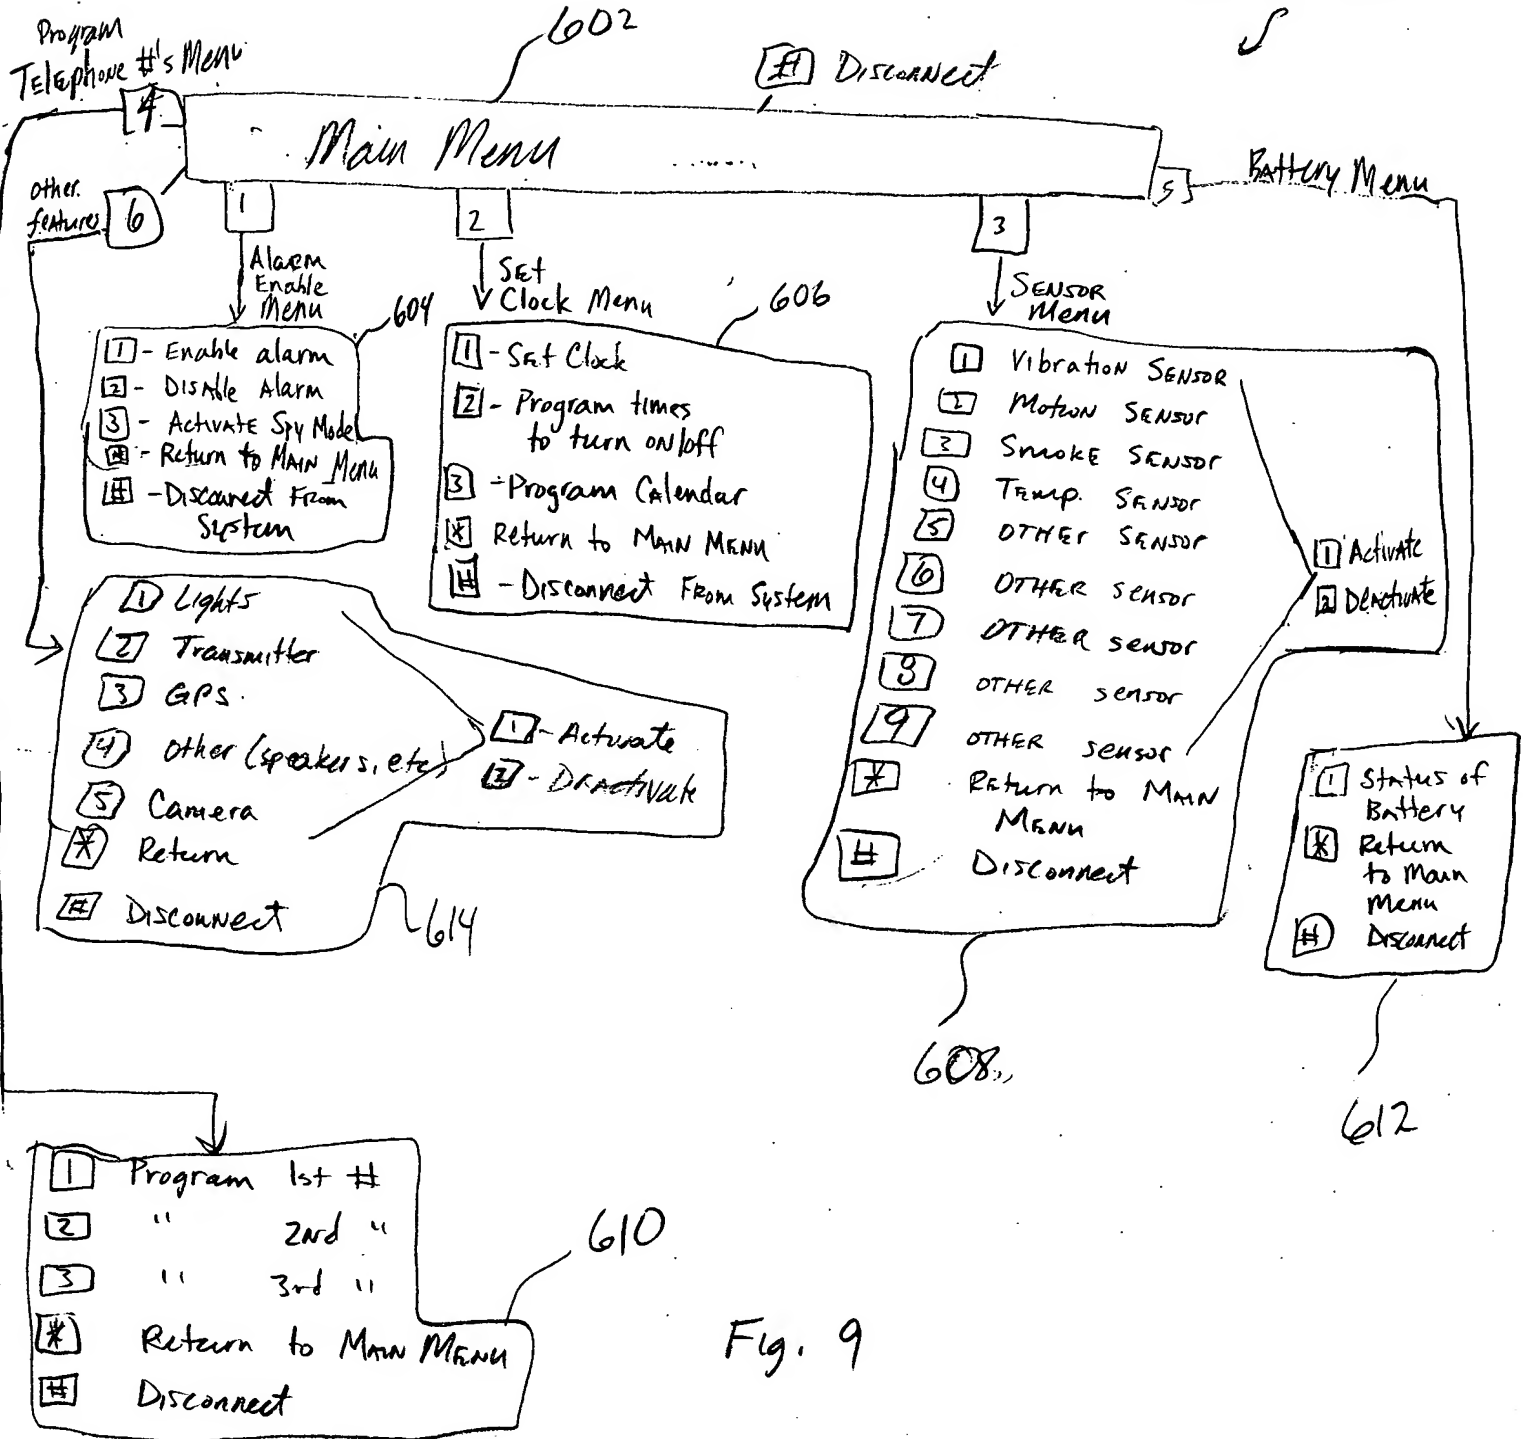 602
Program
Telephone #'s Menu
[#] Disconnect
4
Main Menu .......
5
Battery Menu
other
features
6
1
2
3
Alarm
Enable
Menu
Set
Clock Menu
Sensor
Menu
604
1 - Enable alarm
2 - Disable Alarm
3 - Activate Spy Model
* - Return to Main Menu
# - Disconnect From
System
606
1 - Set Clock
2 - Program times
to turn on/off
3 - Program Calendar
* Return to Main Menu
# - Disconnect From System
1 Vibration Sensor
2 Motion Sensor
3 Smoke Sensor
4 Temp. Sensor
5 Other Sensor
6 Other sensor
7 Other sensor
8 Other sensor
9 Other sensor
* Return to Main
Menu
# Disconnect
1 Activate
2 Deactivate
608
1 Lights
2 Transmitter
3 GPS
4 Other (speakers, etc)
5 Camera
* Return
# Disconnect
1 - Activate
2 - Deactivate
614
1 Status of
Battery
* Return
to Main
Menu
# Disconnect
612
1 Program 1st #
2 " 2nd "
3 " 3rd "
* Return to Main Menu
# Disconnect
610
Fig. 9